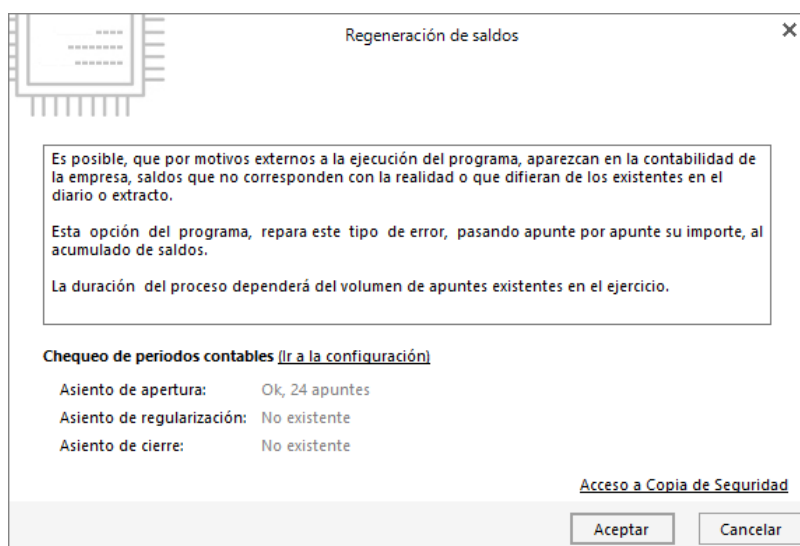 Regeneración de saldos
Es posible, que por motivos externos a la ejecución del programa, aparezcan en la contabilidad de
la empresa, saldos que no corresponden con la realidad o que difieran de los existentes en el
diario o extracto.
Esta opción del programa, repara este tipo de error, pasando apunte por apunte su importe, al
acumulado de saldos.
La duración del proceso dependerá del volumen de apuntes existentes en el ejercicio.
Chequeo de periodos contables (Ir a la configuración)
Asiento de apertura: Ok, 24 apuntes
Asiento de regularización: No existente
Asiento de cierre: No existente
Acceso a Copia de Seguridad
Aceptar Cancelar